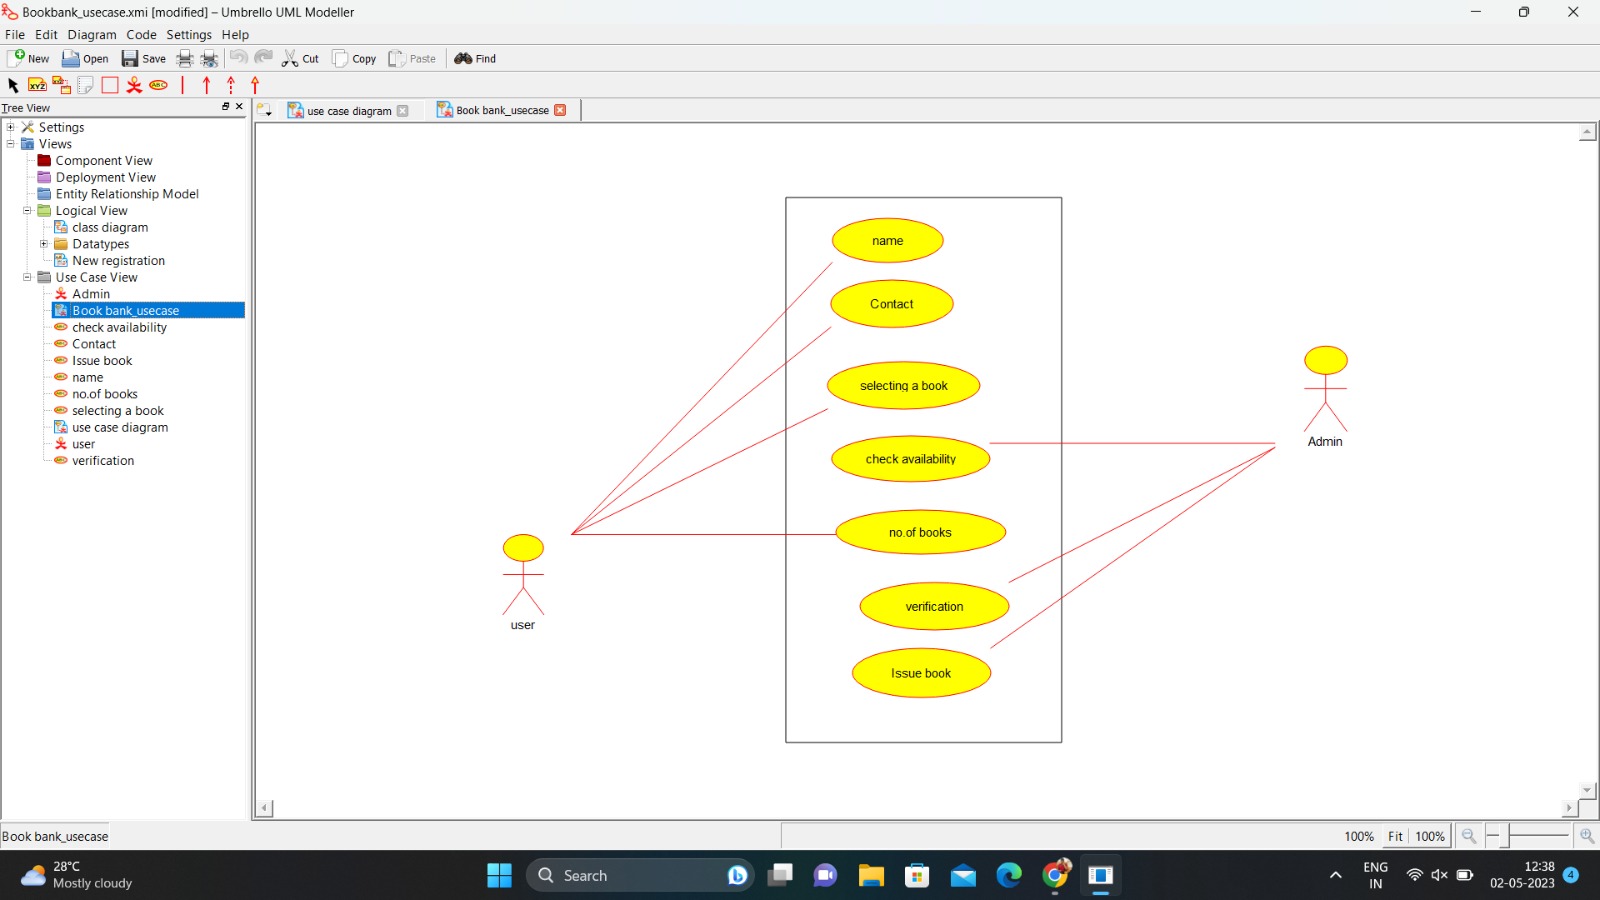 Bookbank_usecase.xmi [modified] – Umbrello UML Modeller
File Edit Diagram Code Settings Help
New Open Save Cut Copy Paste Find
XYZ ABC
Tree View
use case diagram Book bank_usecase
Settings
Views
Component View
Deployment View
Entity Relationship Model
Logical View
class diagram
Datatypes
New registration
Use Case View
Admin
Book bank_usecase
check availability
Contact
Issue book
name
no.of books
selecting a book
use case diagram
user
verification
name
Contact
selecting a book
check availability
no.of books
verification
Issue book
user
Admin
Book bank_usecase
100% Fit 100%
28°C
Mostly cloudy
Search
ENG
IN
12:38
02-05-2023
4